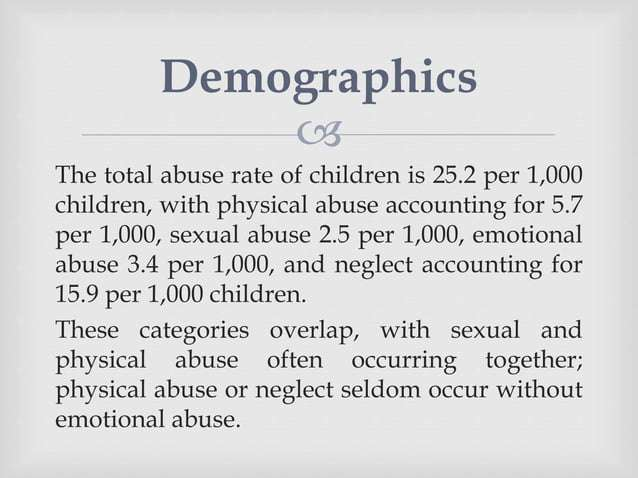 Demographics
The total abuse rate of children is 25.2 per 1,000
children, with physical abuse accounting for 5.7
per 1,000, sexual abuse 2.5 per 1,000, emotional
abuse 3.4 per 1,000, and neglect accounting for
15.9 per 1,000 children.
These categories overlap, with sexual and
physical abuse often occurring together;
physical abuse or neglect seldom occur without
emotional abuse.